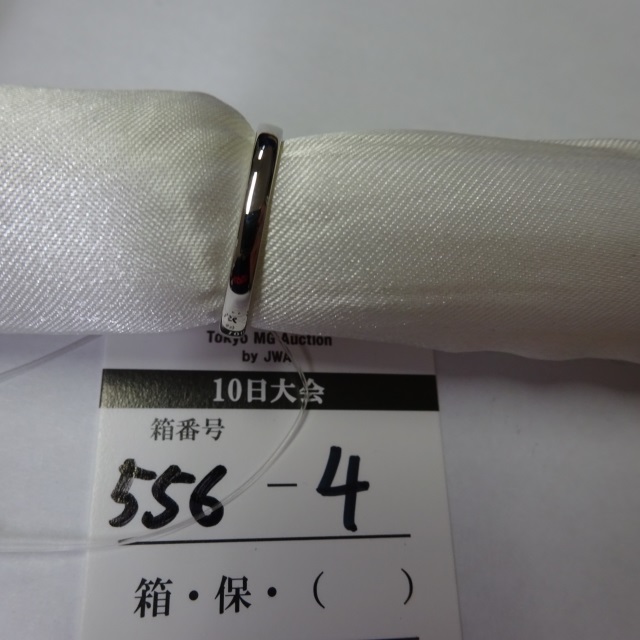 Tokyo MG Auction
by JWA
10日大会
箱番号
556 - 4
箱・保・(　　)